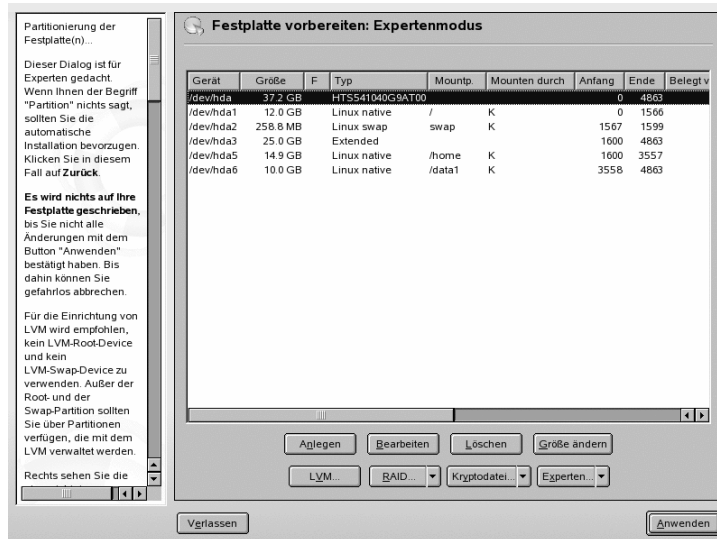 Partitionierung der
Festplatte(n)...
Dieser Dialog ist für
Experten gedacht.
Wenn Ihnen der Begriff
"Partition" nichts sagt,
sollten Sie die
automatische
Installation bevorzugen.
Klicken Sie in diesem
Fall auf Zurück.
Es wird nichts auf Ihre
Festplatte geschrieben,
bis Sie nicht alle
Änderungen mit dem
Button "Anwenden"
bestätigt haben. Bis
dahin können Sie
gefahrlos abbrechen.
Für die Einrichtung von
LVM wird empfohlen,
kein LVM-Root-Device
und kein
LVM-Swap-Device zu
verwenden. Außer der
Root- und der
Swap-Partition sollten
Sie über Partitionen
verfügen, die mit dem
LVM verwaltet werden.
Rechts sehen Sie die
Festplatte vorbereiten: Expertenmodus
Gerät Größe F Typ Mountp. Mounten durch Anfang Ende Belegt v
/dev/hda 37.2 GB HTS541040G9AT00 0 4863
/dev/hda1 12.0 GB Linux native / K 0 1566
/dev/hda2 258.8 MB Linux swap swap K 1567 1599
/dev/hda3 25.0 GB Extended 1600 4863
/dev/hda5 14.9 GB Linux native /home K 1600 3557
/dev/hda6 10.0 GB Linux native /data1 K 3558 4863
Anlegen Bearbeiten Löschen Größe ändern
LVM... RAID... Kryptodatei... Experten...
Verlassen Anwenden